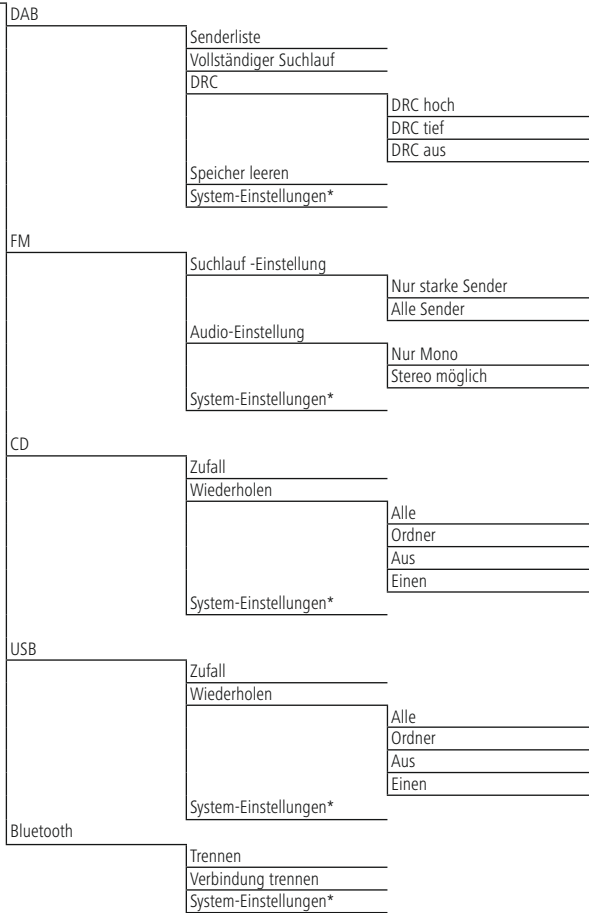 DAB
Senderliste
Vollständiger Suchlauf
DRC
DRC hoch
DRC tief
DRC aus
Speicher leeren
System-Einstellungen*
FM
Suchlauf -Einstellung
Nur starke Sender
Alle Sender
Audio-Einstellung
Nur Mono
Stereo möglich
System-Einstellungen*
CD
Zufall
Wiederholen
Alle
Ordner
Aus
Einen
System-Einstellungen*
USB
Zufall
Wiederholen
Alle
Ordner
Aus
Einen
System-Einstellungen*
Bluetooth
Trennen
Verbindung trennen
System-Einstellungen*